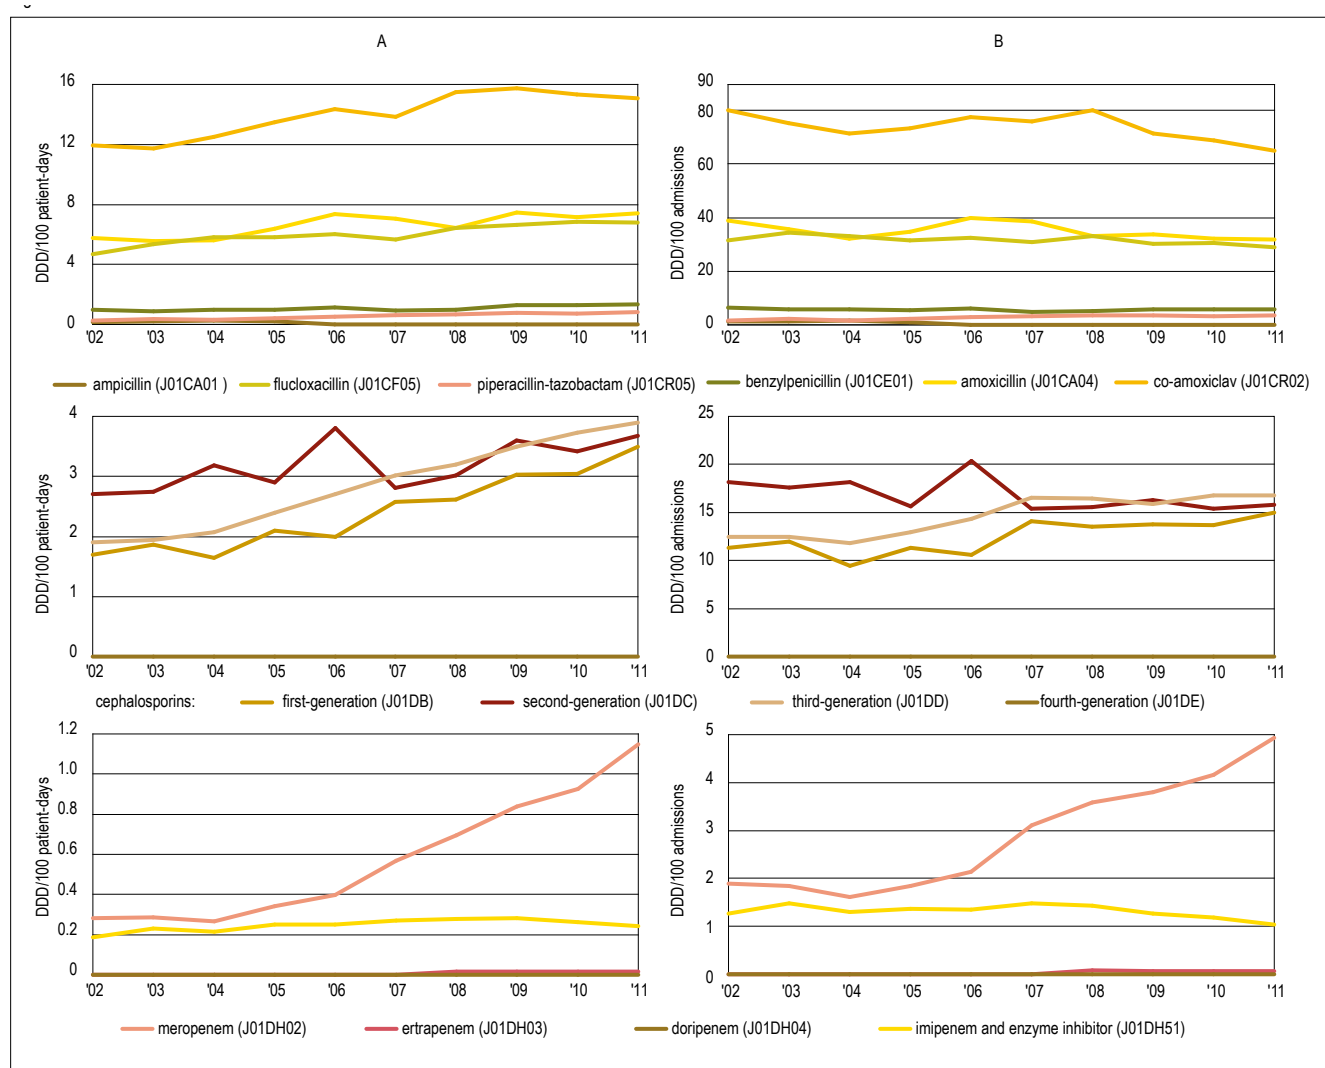 A B
16
12
8
4
0
DDD/100 patient-days
'02 '03 '04 '05 '06 '07 '08 '09 '10 '11
90
80
60
40
20
0
DDD/100 admissions
'02 '03 '04 '05 '06 '07 '08 '09 '10 '11
ampicillin (J01CA01 ) flucloxacillin (J01CF05) piperacillin-tazobactam (J01CR05) benzylpenicillin (J01CE01) amoxicillin (J01CA04) co-amoxiclav (J01CR02)
4
3
2
1
0
DDD/100 patient-days
'02 '03 '04 '05 '06 '07 '08 '09 '10 '11
25
20
15
10
5
0
DDD/100 admissions
'02 '03 '04 '05 '06 '07 '08 '09 '10 '11
cephalosporins: first-generation (J01DB) second-generation (J01DC) third-generation (J01DD) fourth-generation (J01DE)
1.2
1.0
0.8
0.6
0.4
0.2
0
DDD/100 patient-days
'02 '03 '04 '05 '06 '07 '08 '09 '10 '11
5
4
3
2
1
0
DDD/100 admissions
'02 '03 '04 '05 '06 '07 '08 '09 '10 '11
meropenem (J01DH02) ertrapenem (J01DH03) doripenem (J01DH04) imipenem and enzyme inhibitor (J01DH51)